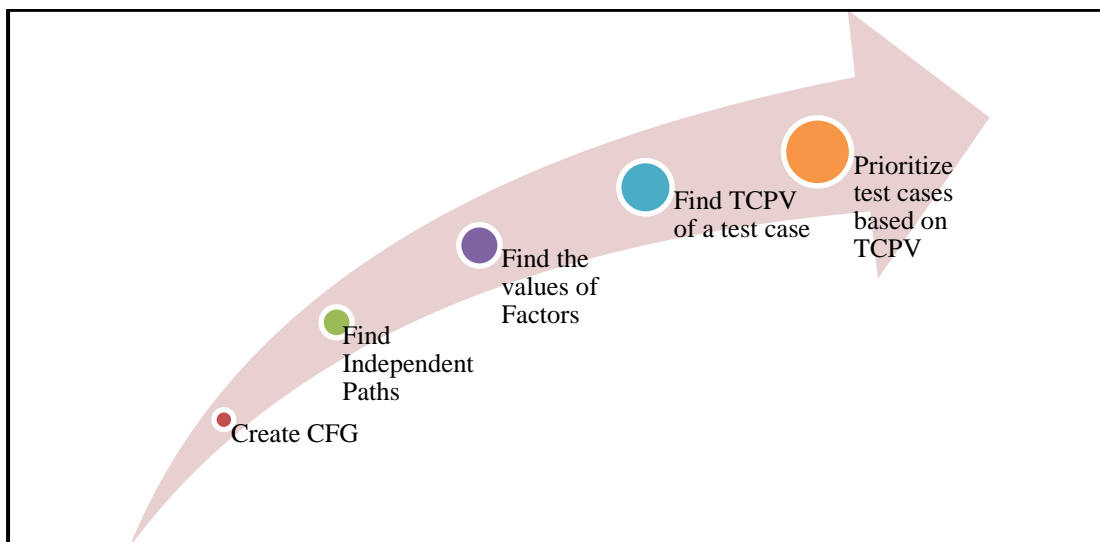 Create CFG
Find
Independent
Paths
Find the
values of
Factors
Find TCPV
of a test case
Prioritize
test cases
based on
TCPV